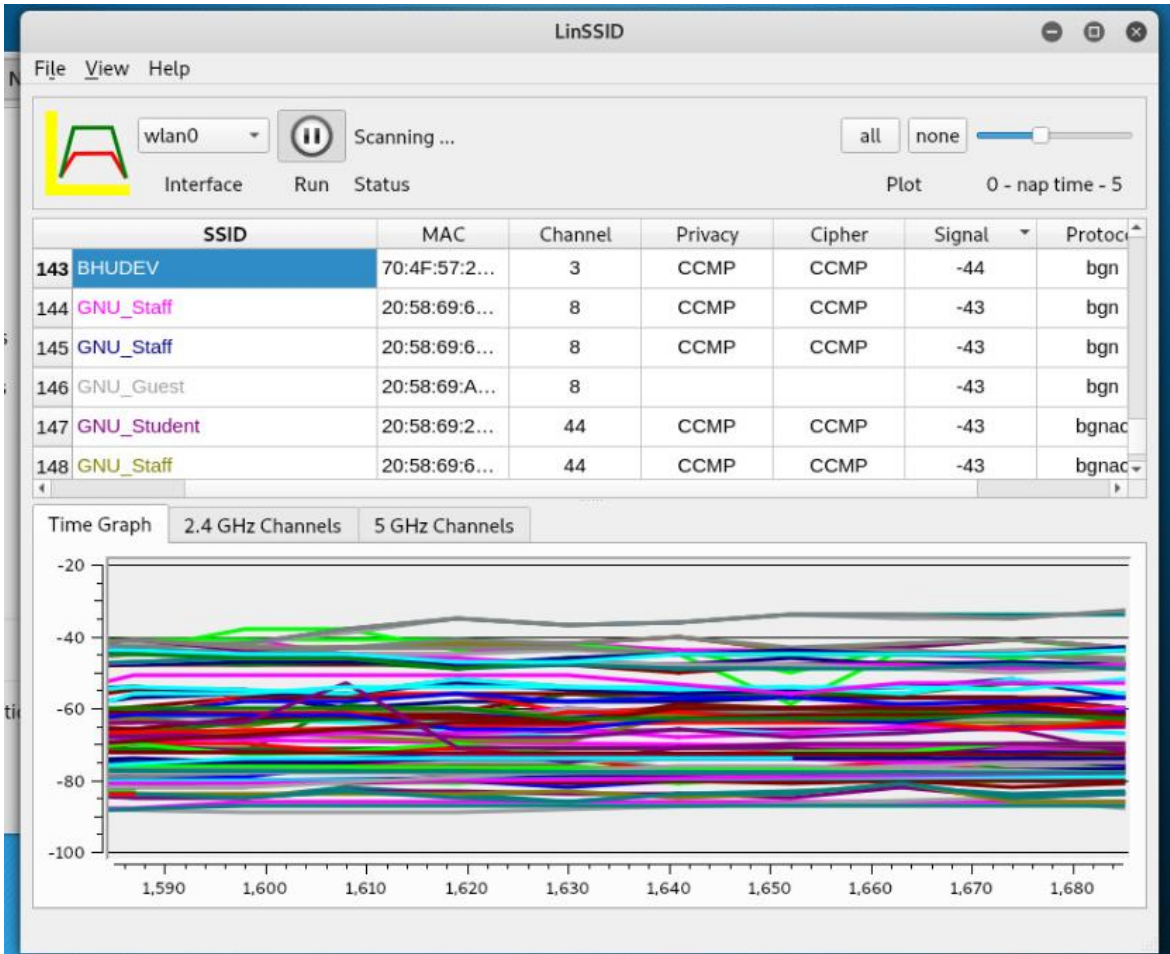 LinSSID
File View Help
wlan0 Scanning ... all none
Interface Run Status Plot 0 - nap time - 5
SSID MAC Channel Privacy Cipher Signal Protoc
143 BHUDEV 70:4F:57:2... 3 CCMP CCMP -44 bgn
144 GNU_Staff 20:58:69:6... 8 CCMP CCMP -43 bgn
145 GNU_Staff 20:58:69:6... 8 CCMP CCMP -43 bgn
146 GNU_Guest 20:58:69:A... 8 -43 bgn
147 GNU_Student 20:58:69:2... 44 CCMP CCMP -43 bgnac
148 GNU_Staff 20:58:69:6... 44 CCMP CCMP -43 bgnac
Time Graph 2.4 GHz Channels 5 GHz Channels
-20
-40
-60
-80
-100
1,590 1,600 1,610 1,620 1,630 1,640 1,650 1,660 1,670 1,680